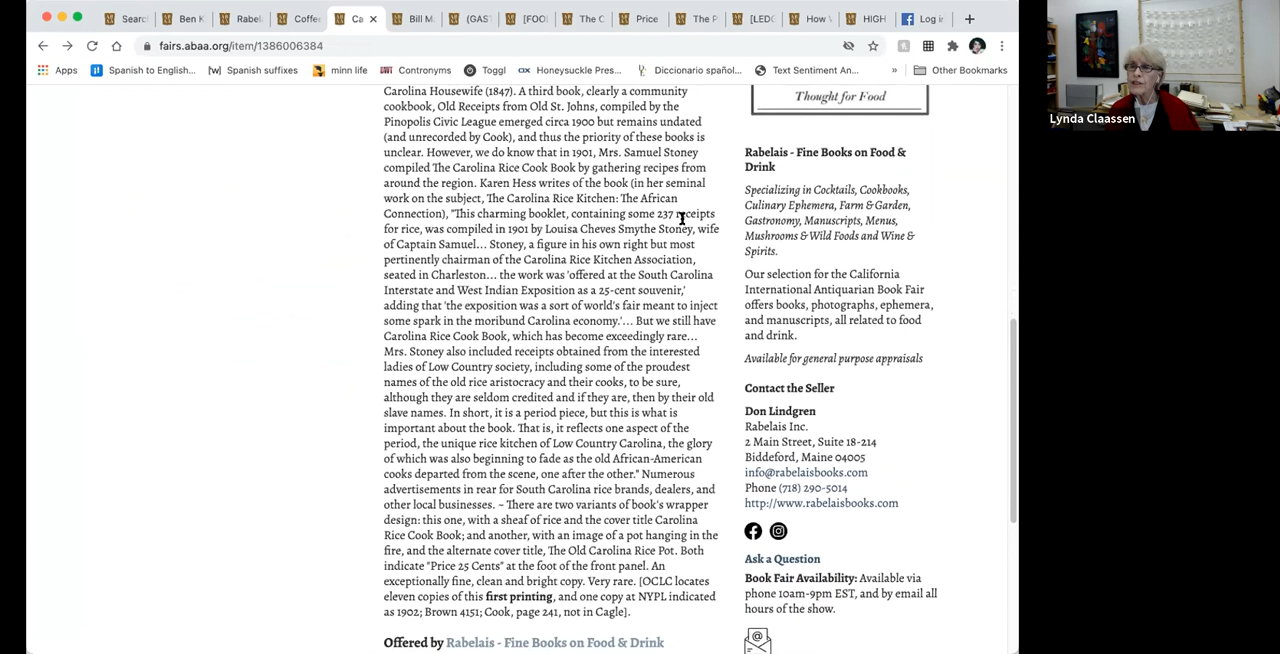 Searc
Ben K
Rabela
Coffee
Ca
Bill M
(GAST
[FOO
The C
Price
The P
[LED
How
HIGH
Log in
fairs.abaa.org/item/1386006384
Apps
Spanish to English...
Spanish suffixes
minn life
Contronyms
Toggl
Honeysuckle Pres...
Diccionario español...
Text Sentiment An...
»
Other Bookmarks
Carolina Housewife (1847). A third book, clearly a community
cookbook, Old Receipts from Old St. Johns, compiled by the
Pinopolis Civic League emerged circa 1900 but remains undated
(and unrecorded by Cook), and thus the priority of these books is
unclear. However, we do know that in 1901, Mrs. Samuel Stoney
compiled The Carolina Rice Cook Book by gathering recipes from
around the region. Karen Hess writes of the book (in her seminal
work on the subject, The Carolina Rice Kitchen: The African
Connection), "This charming booklet, containing some 237 receipts
for rice, was compiled in 1901 by Louisa Cheves Smythe Stoney, wife
of Captain Samuel... Stoney, a figure in his own right but most
pertinently chairman of the Carolina Rice Kitchen Association,
seated in Charleston... the work was 'offered at the South Carolina
Interstate and West Indian Exposition as a 25-cent souvenir,'
adding that 'the exposition was a sort of world's fair meant to inject
some spark in the moribund Carolina economy.'... But we still have
Carolina Rice Cook Book, which has become exceedingly rare...
Mrs. Stoney also included receipts obtained from the interested
ladies of Low Country society, including some of the proudest
names of the old rice aristocracy and their cooks, to be sure,
although they are seldom credited and if they are, then by their old
slave names. In short, it is a period piece, but this is what is
important about the book. That is, it reflects one aspect of the
period, the unique rice kitchen of Low Country Carolina, the glory
of which was also beginning to fade as the old African-American
cooks departed from the scene, one after the other." Numerous
advertisements in rear for South Carolina rice brands, dealers, and
other local businesses. ~ There are two variants of book's wrapper
design: this one, with a sheaf of rice and the cover title Carolina
Rice Cook Book; and another, with an image of a pot hanging in the
fire, and the alternate cover title, The Old Carolina Rice Pot. Both
indicate "Price 25 Cents" at the foot of the front panel. An
exceptionally fine, clean and bright copy. Very rare. [OCLC locates
eleven copies of this first printing, and one copy at NYPL indicated
as 1902; Brown 4151; Cook, page 241, not in Cagle].
Offered by Rabelais - Fine Books on Food & Drink
Thought for Food
Rabelais - Fine Books on Food &
Drink
Specializing in Cocktails, Cookbooks,
Culinary Ephemera, Farm & Garden,
Gastronomy, Manuscripts, Menus,
Mushrooms & Wild Foods and Wine &
Spirits.
Our selection for the California
International Antiquarian Book Fair
offers books, photographs, ephemera,
and manuscripts, all related to food
and drink.
Available for general purpose appraisals
Contact the Seller
Don Lindgren
Rabelais Inc.
2 Main Street, Suite 18-214
Biddeford, Maine 04005
info@rabelaisbooks.com
Phone (718) 290-5014
http://www.rabelaisbooks.com
Ask a Question
Book Fair Availability: Available via
phone 10am-9pm EST, and by email all
hours of the show.
Lynda Claassen